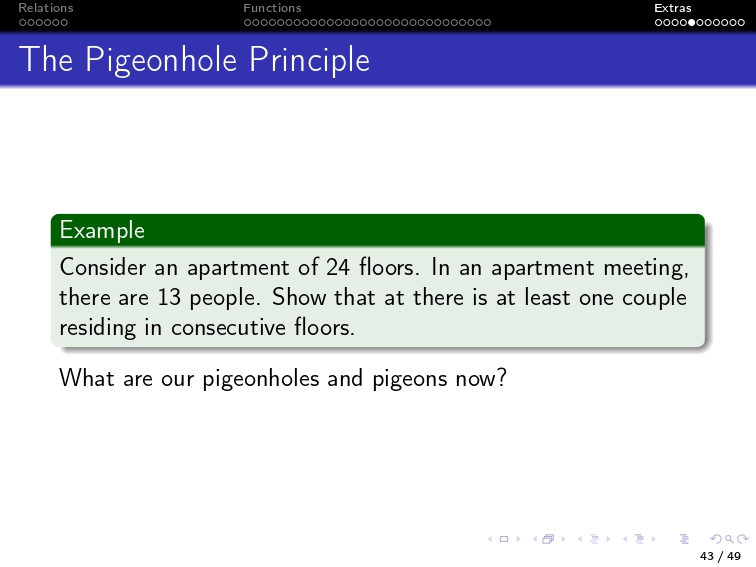 Relations
Functions
Extras
The Pigeonhole Principle
Example
Consider an apartment of 24 floors. In an apartment meeting,
there are 13 people. Show that at there is at least one couple
residing in consecutive floors.
What are our pigeonholes and pigeons now?
43 / 49